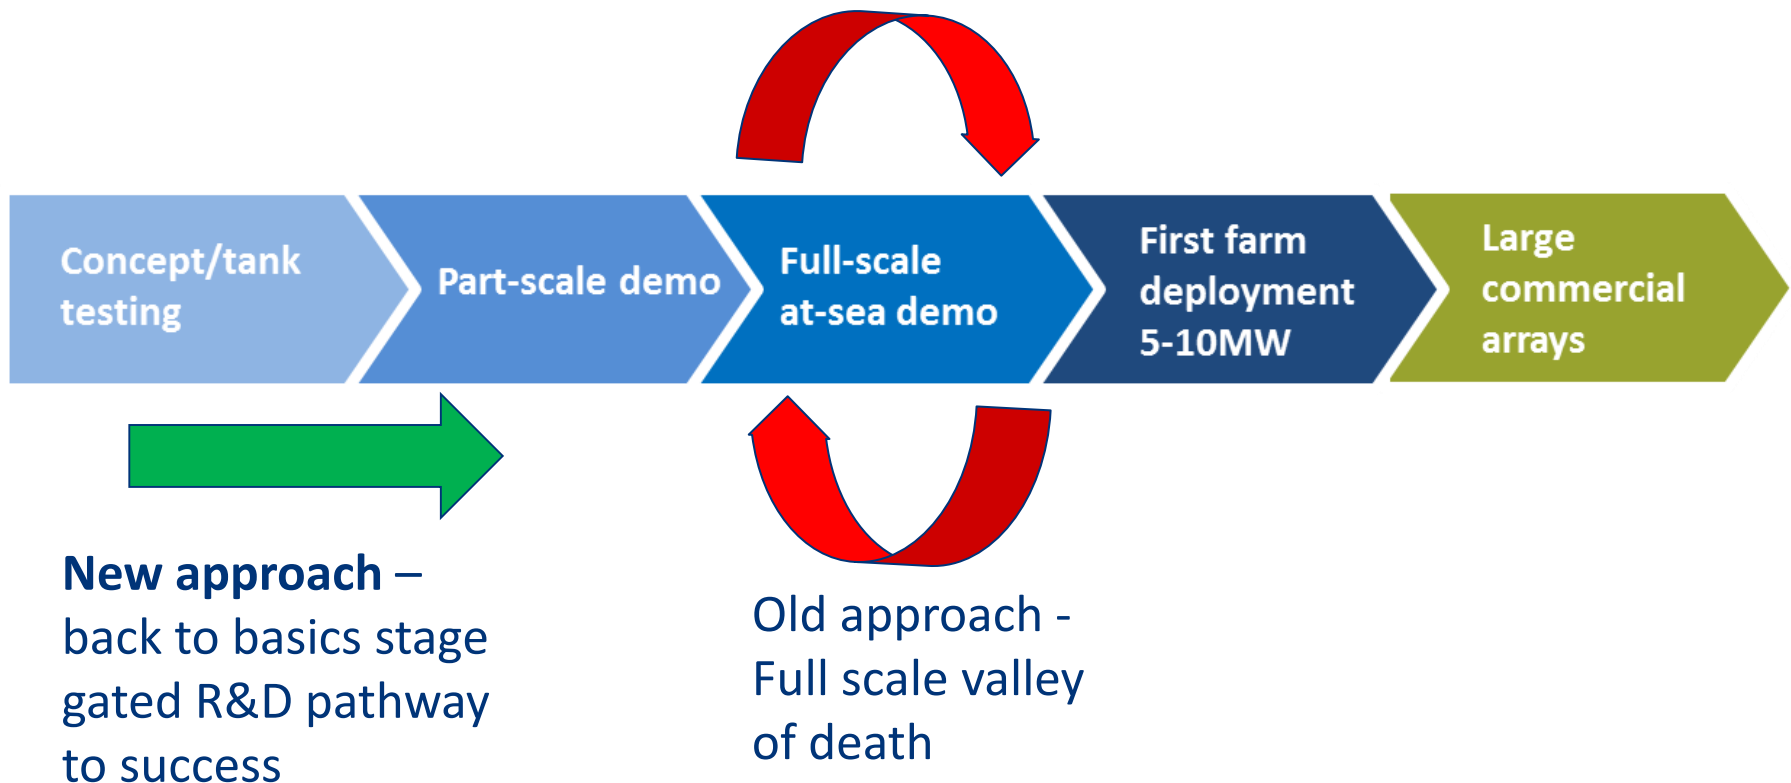 Concept/tank
testing
Part-scale demo
Full-scale
at-sea demo
First farm
deployment
5-10MW
Large
commercial
arrays
New approach –
back to basics stage
gated R&D pathway
to success
Old approach -
Full scale valley
of death